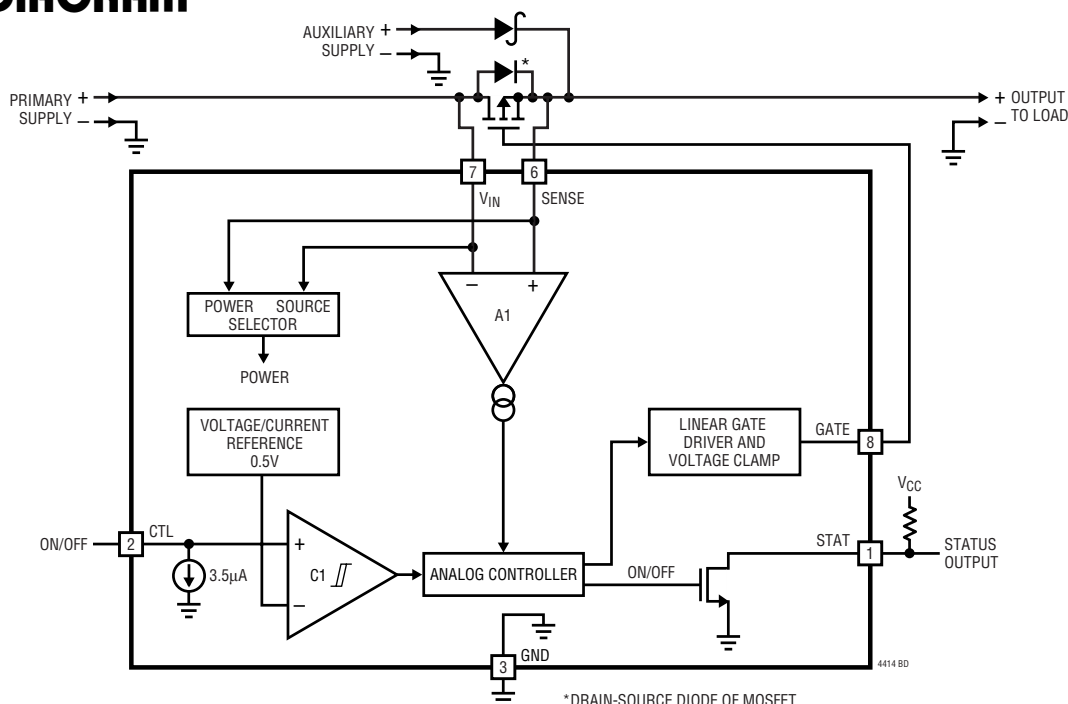 AUXILIARY +
SUPPLY –
*
PRIMARY +
SUPPLY –
+ OUTPUT
– TO LOAD
7
6
VIN
SENSE
– +
A1
POWER SOURCE
SELECTOR
POWER
VOLTAGE/CURRENT
REFERENCE
0.5V
LINEAR GATE
DRIVER AND
VOLTAGE CLAMP
GATE
8
VCC
ON/OFF
2
CTL
+
C1
–
3.5µA
ANALOG CONTROLLER
ON/OFF
STAT
1
STATUS
OUTPUT
3
GND
4414 BD
*DRAIN-SOURCE DIODE OF MOSFET